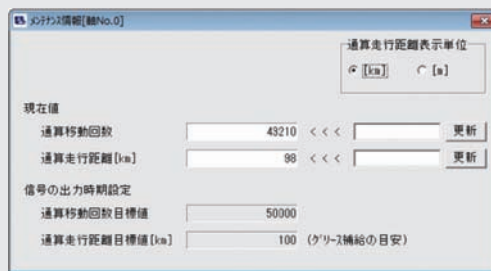 ﾒﾝﾃﾅﾝｽ情報[軸No.0]
通算走行距離表示単位
[km] [m]
現在値
通算移動回数 43210 <<< 更新
通算走行距離[km] 98 <<< 更新
信号の出力時期設定
通算移動回数目標値 50000
通算走行距離目標値[km] 100 (ｸﾞﾘｰｽ補給の目安)